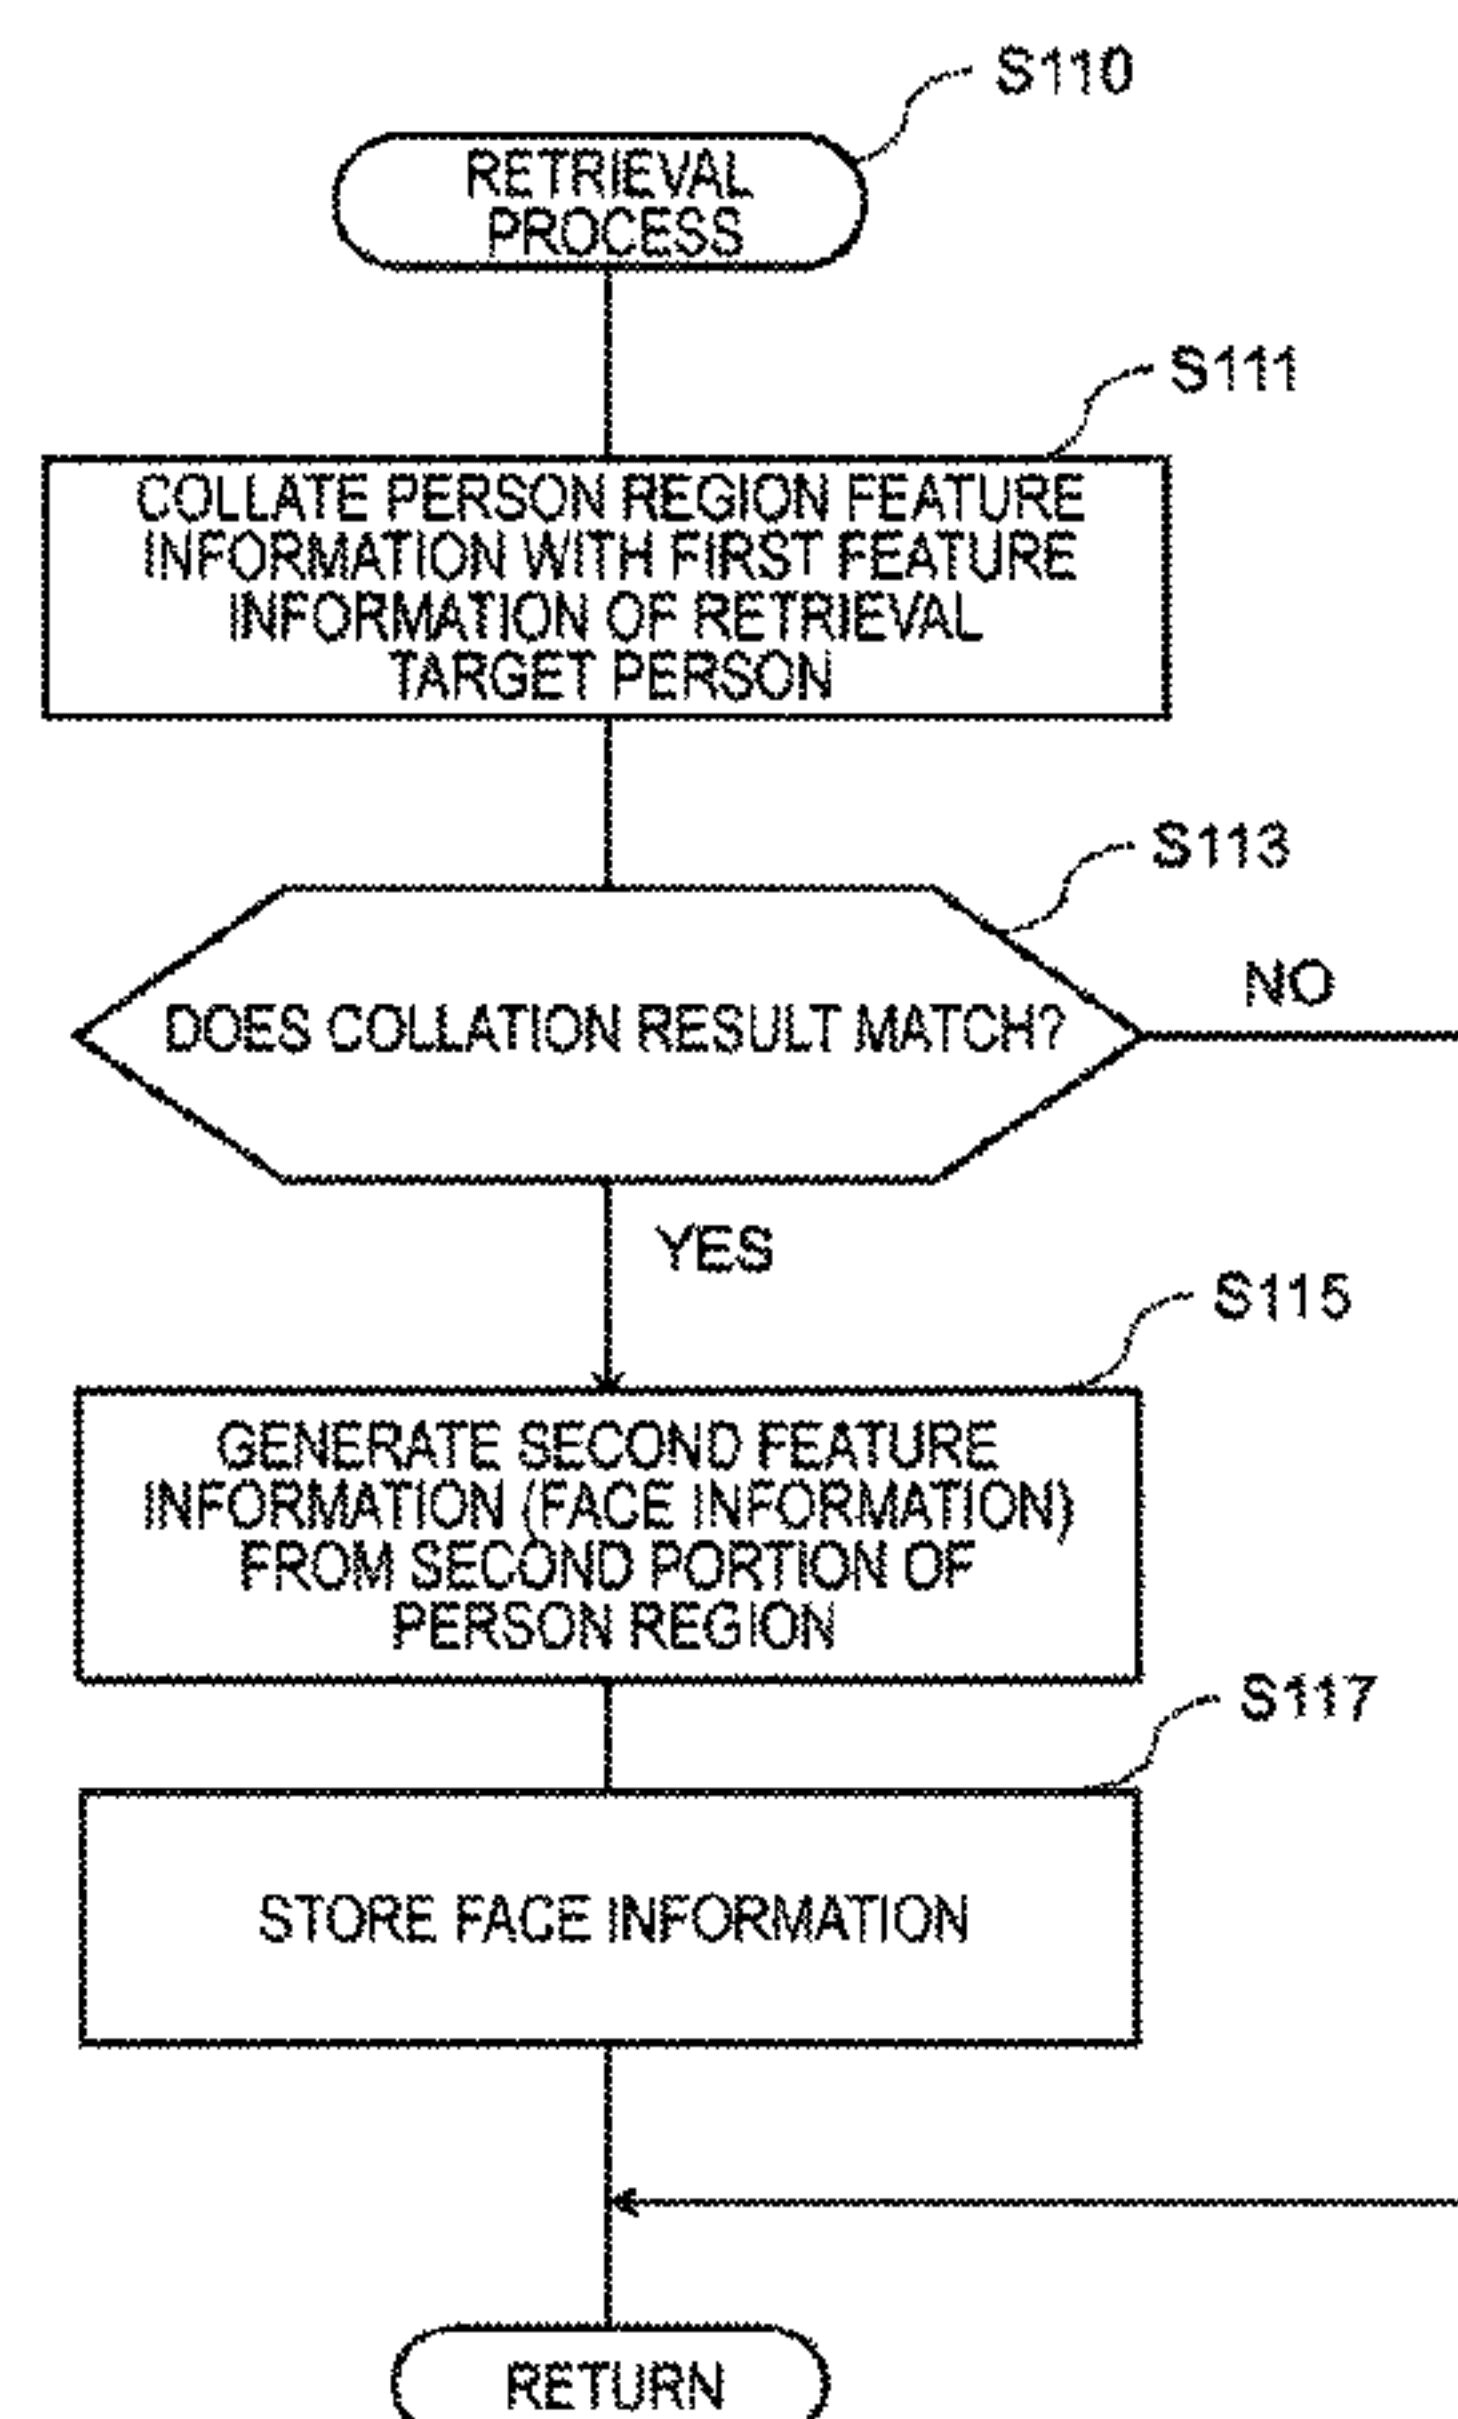 S110
RETRIEVAL
PROCESS
S111
COLLATE PERSON REGION FEATURE
INFORMATION WITH FIRST FEATURE
INFORMATION OF RETRIEVAL
TARGET PERSON
S113
DOES COLLATION RESULT MATCH?
NO
YES
S115
GENERATE SECOND FEATURE
INFORMATION (FACE INFORMATION)
FROM SECOND PORTION OF
PERSON REGION
S117
STORE FACE INFORMATION
RETURN